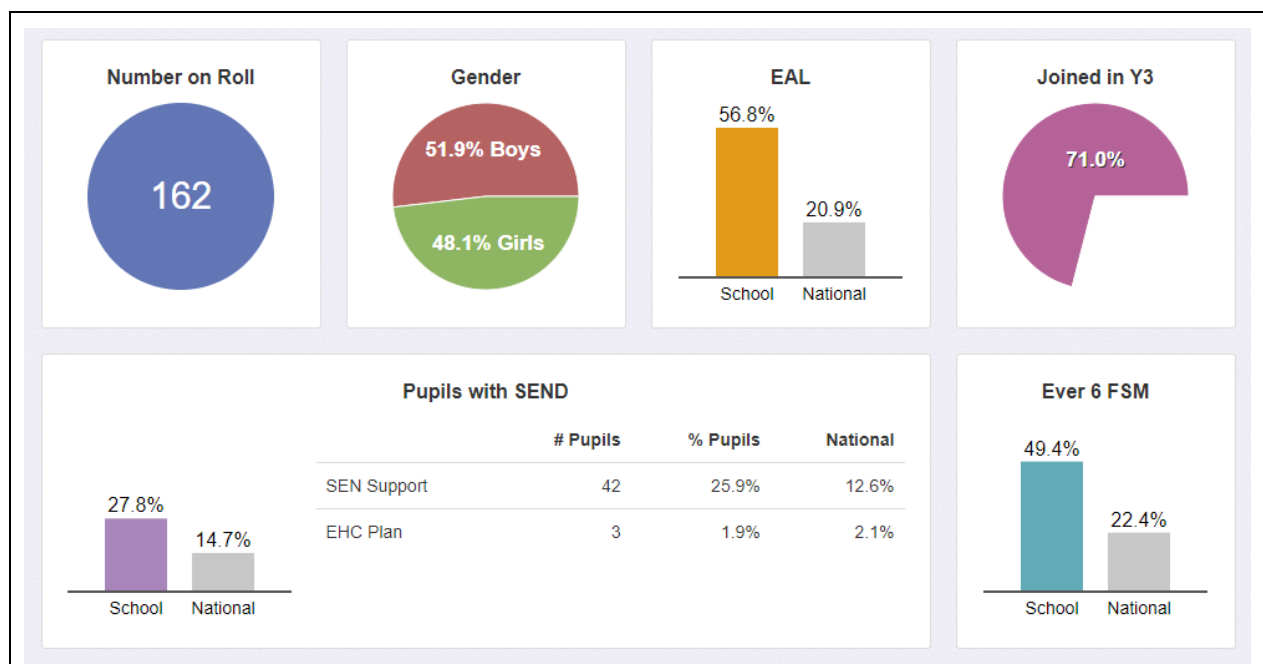 Number on Roll
162
Gender
51.9% Boys
48.1% Girls
EAL
56.8%
20.9%
School National
Joined in Y3
71.0%
Pupils with SEND
27.8%
14.7%
School National
# Pupils % Pupils National
SEN Support 42 25.9% 12.6%
EHC Plan 3 1.9% 2.1%
Ever 6 FSM
49.4%
22.4%
School National